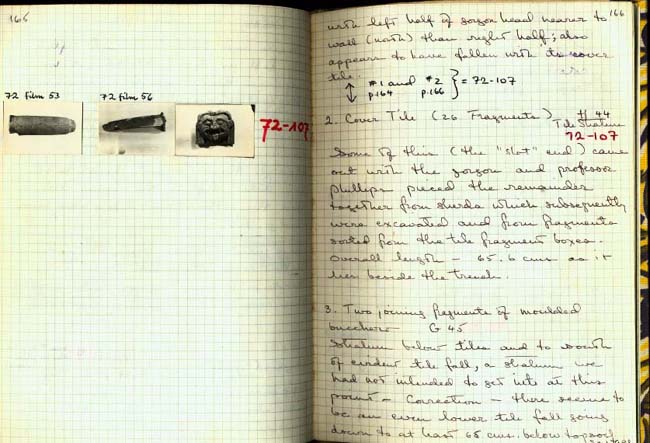 166
72 film 53
72 film 56
72-107
166
with left half of gorgon head nearer to
wall (north) than right half; also
appears to have fallen with its cover
tile.
#1 and #2 } = 72-107
p.164 p.166
2. Cover Tile (26 Fragments) # 44
Tile Stratum
72-107
Some of this (the "slot" end) came
out with the gorgon and professor
Phillips pieced the remainder
together from sherds which subsequently
were excavated and from fragments
sorted from the tile fragment boxes.
Overall length - 65.6 cms as it
lies beside the trench.
3. Two joining fragments of moulded
bucchero G 45
Stratum below tiles and to south
of evident tile fall, a stratum we
had not intended to get into at this
point - Correction - there seems to
be an even lower tile fall going
down to at least 65 cms. below topsoil